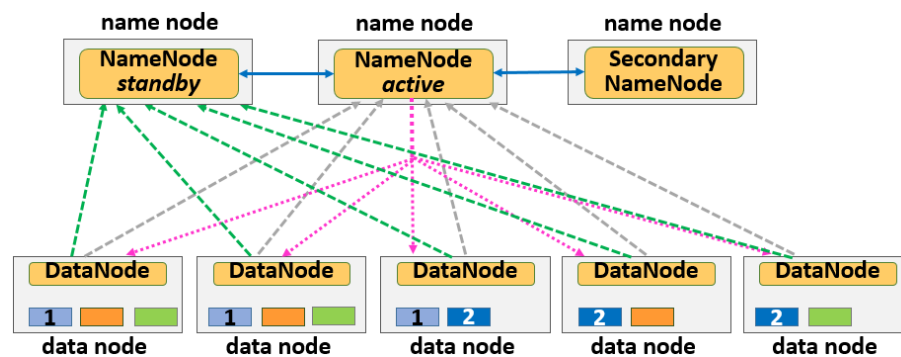 name node name node name node
NameNode
standby
NameNode
active
Secondary
NameNode
DataNode DataNode DataNode DataNode DataNode
1 1 1 2 2 2
data node data node data node data node data node